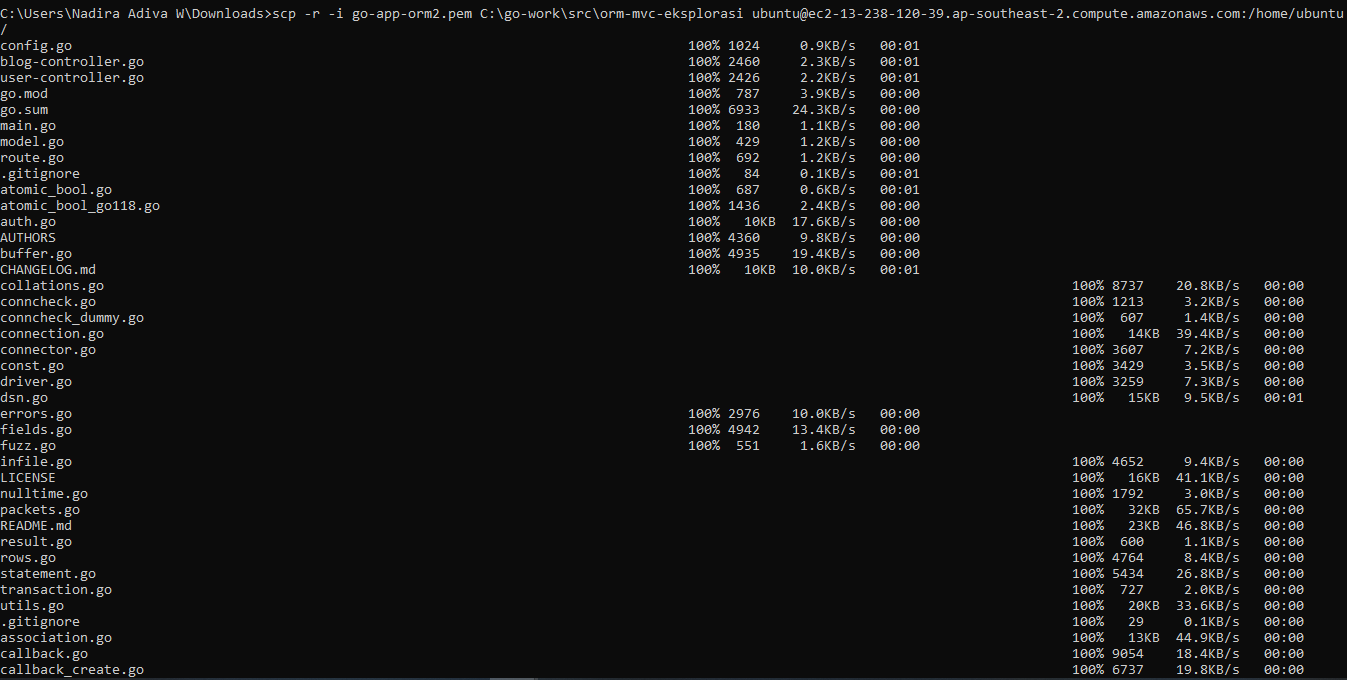 C:\Users\Nadira Adiva W\Downloads>scp -r -i go-app-orm2.pem C:\go-work\src\orm-mvc-eksplorasi ubuntu@ec2-13-238-120-39.ap-southeast-2.compute.amazonaws.com:/home/ubuntu
/
config.go 100% 1024 0.9KB/s 00:01
blog-controller.go 100% 2460 2.3KB/s 00:01
user-controller.go 100% 2426 2.2KB/s 00:01
go.mod 100% 787 3.9KB/s 00:00
go.sum 100% 6933 24.3KB/s 00:00
main.go 100% 180 1.1KB/s 00:00
model.go 100% 429 1.2KB/s 00:00
route.go 100% 692 1.2KB/s 00:00
.gitignore 100% 84 0.1KB/s 00:01
atomic_bool.go 100% 687 0.6KB/s 00:01
atomic_bool_go118.go 100% 1436 2.4KB/s 00:00
auth.go 100% 10KB 17.6KB/s 00:00
AUTHORS 100% 4360 9.8KB/s 00:00
buffer.go 100% 4935 19.4KB/s 00:00
CHANGELOG.md 100% 10KB 10.0KB/s 00:01
collations.go 100% 8737 20.8KB/s 00:00
conncheck.go 100% 1213 3.2KB/s 00:00
conncheck_dummy.go 100% 607 1.4KB/s 00:00
connection.go 100% 14KB 39.4KB/s 00:00
connector.go 100% 3607 7.2KB/s 00:00
const.go 100% 3429 3.5KB/s 00:00
driver.go 100% 3259 7.3KB/s 00:00
dsn.go 100% 15KB 9.5KB/s 00:01
errors.go 100% 2976 10.0KB/s 00:00
fields.go 100% 4942 13.4KB/s 00:00
fuzz.go 100% 551 1.6KB/s 00:00
infile.go 100% 4652 9.4KB/s 00:00
LICENSE 100% 16KB 41.1KB/s 00:00
nulltime.go 100% 1792 3.0KB/s 00:00
packets.go 100% 32KB 65.7KB/s 00:00
README.md 100% 23KB 46.8KB/s 00:00
result.go 100% 600 1.1KB/s 00:00
rows.go 100% 4764 8.4KB/s 00:00
statement.go 100% 5434 26.8KB/s 00:00
transaction.go 100% 727 2.0KB/s 00:00
utils.go 100% 20KB 33.6KB/s 00:00
.gitignore 100% 29 0.1KB/s 00:00
association.go 100% 13KB 44.9KB/s 00:00
callback.go 100% 9054 18.4KB/s 00:00
callback_create.go 100% 6737 19.8KB/s 00:00